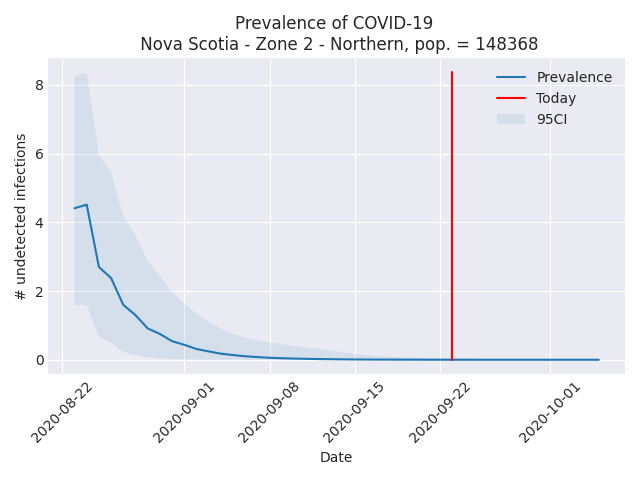 Prevalence of COVID-19
Nova Scotia - Zone 2 - Northern, pop. = 148368
Prevalence
Today
95CI
# undetected infections
8
6
4
2
0
2020-08-22
2020-09-01
2020-09-08
2020-09-15
2020-09-22
2020-10-01
Date